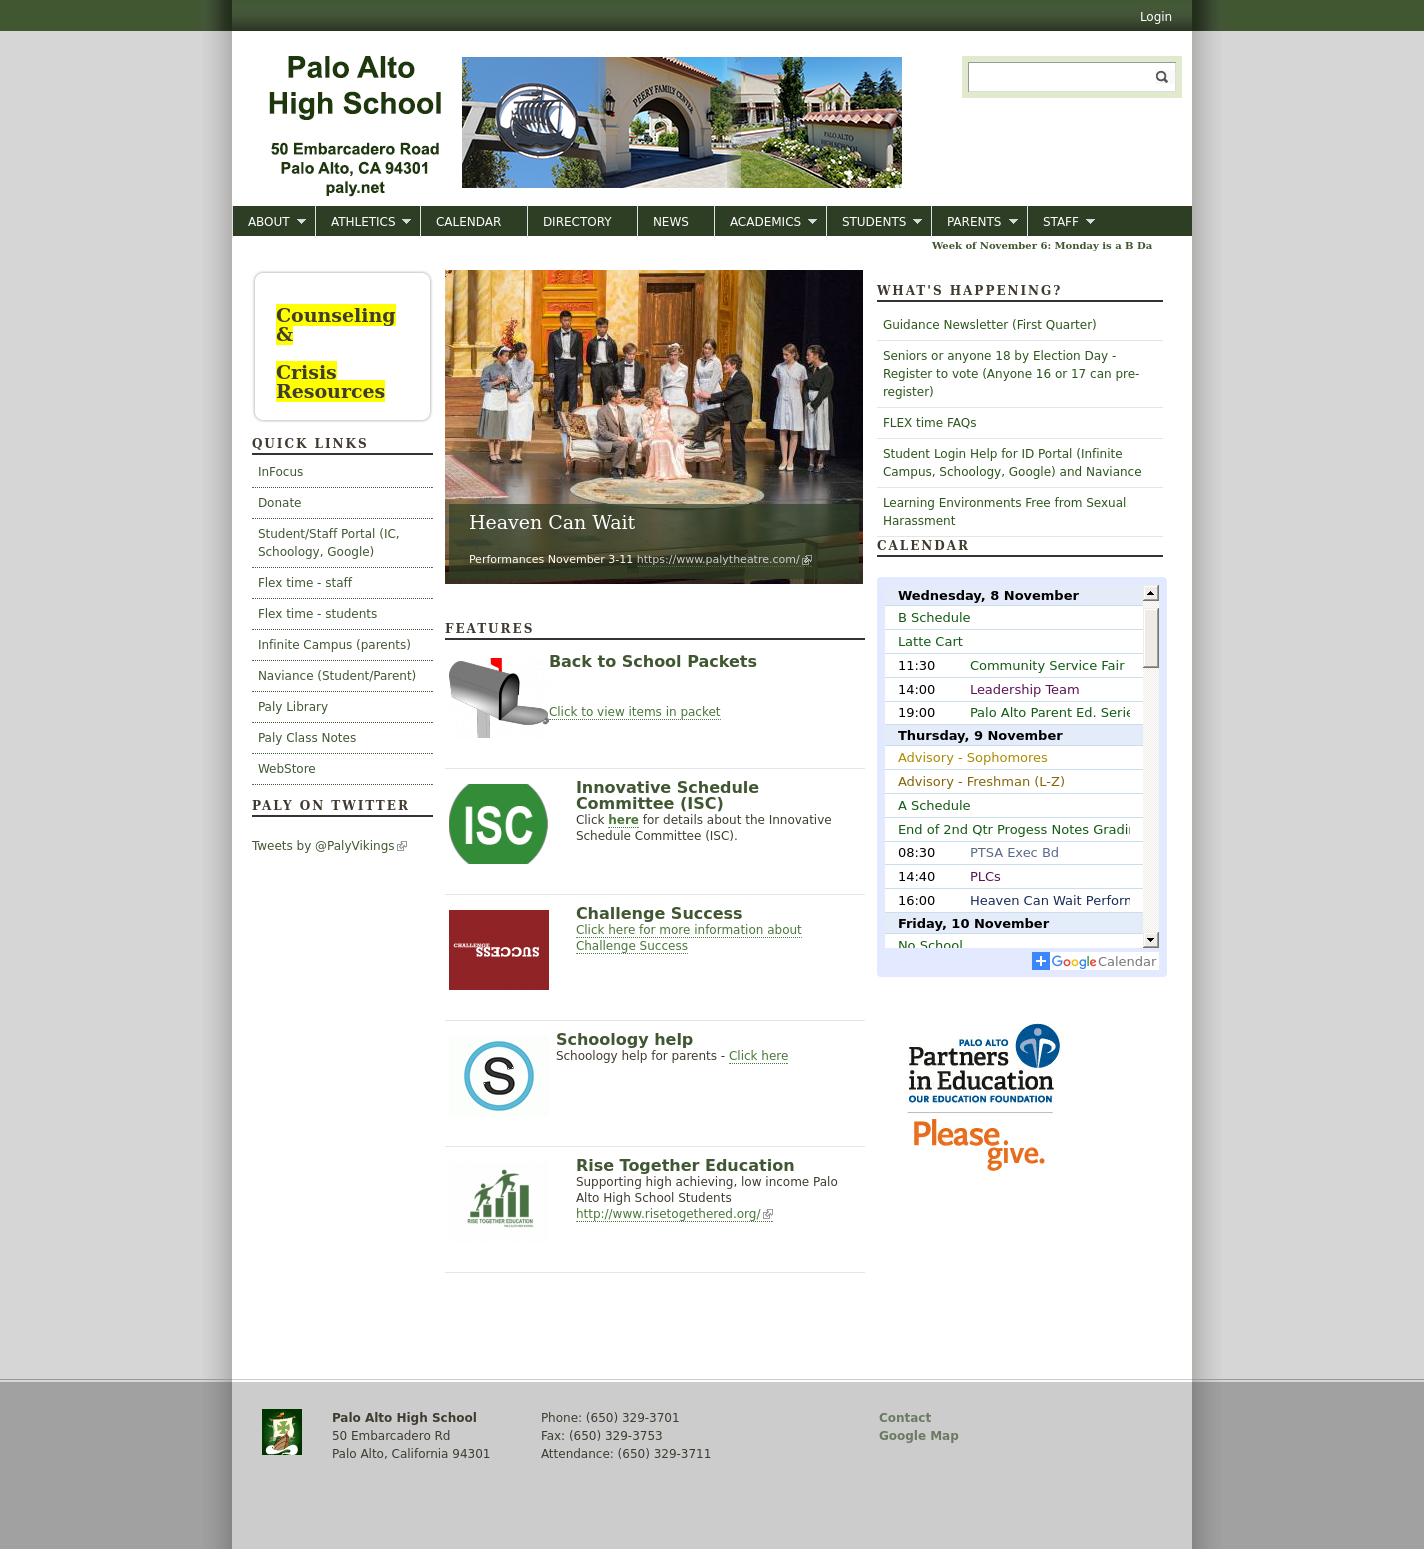 Login
Palo Alto
High School
50 Embarcadero Road
Palo Alto, CA 94301
paly.net
PEERY FAMILY CENTER
PALO ALTO
HIGH SCHOOL
ABOUT ATHLETICS CALENDAR DIRECTORY NEWS ACADEMICS STUDENTS PARENTS STAFF
Week of November 6: Monday is a B Da
Counseling
&
Crisis
Resources
QUICK LINKS
InFocus
Donate
Student/Staff Portal (IC,
Schoology, Google)
Flex time - staff
Flex time - students
Infinite Campus (parents)
Naviance (Student/Parent)
Paly Library
Paly Class Notes
WebStore
PALY ON TWITTER
Tweets by @PalyVikings
Heaven Can Wait
Performances November 3-11 https://www.palytheatre.com/
FEATURES
Back to School Packets
Click to view items in packet
ISC
Innovative Schedule
Committee (ISC)
Click here for details about the Innovative
Schedule Committee (ISC).
CHALLENGE
SUCCESS
Challenge Success
Click here for more information about
Challenge Success
S
Schoology help
Schoology help for parents - Click here
RISE TOGETHER EDUCATION
Rise Together Education
Supporting high achieving, low income Palo
Alto High School Students
http://www.risetogethered.org/
WHAT'S HAPPENING?
Guidance Newsletter (First Quarter)
Seniors or anyone 18 by Election Day -
Register to vote (Anyone 16 or 17 can pre-
register)
FLEX time FAQs
Student Login Help for ID Portal (Infinite
Campus, Schoology, Google) and Naviance
Learning Environments Free from Sexual
Harassment
CALENDAR
Wednesday, 8 November
B Schedule
Latte Cart
11:30 Community Service Fair
14:00 Leadership Team
19:00 Palo Alto Parent Ed. Serie
Thursday, 9 November
Advisory - Sophomores
Advisory - Freshman (L-Z)
A Schedule
End of 2nd Qtr Progess Notes Gradin
08:30 PTSA Exec Bd
14:40 PLCs
16:00 Heaven Can Wait Perforn
Friday, 10 November
No School
Google Calendar
PALO ALTO
Partners
in Education
OUR EDUCATION FOUNDATION
Please
give.
Palo Alto High School
50 Embarcadero Rd
Palo Alto, California 94301
Phone: (650) 329-3701
Fax: (650) 329-3753
Attendance: (650) 329-3711
Contact
Google Map